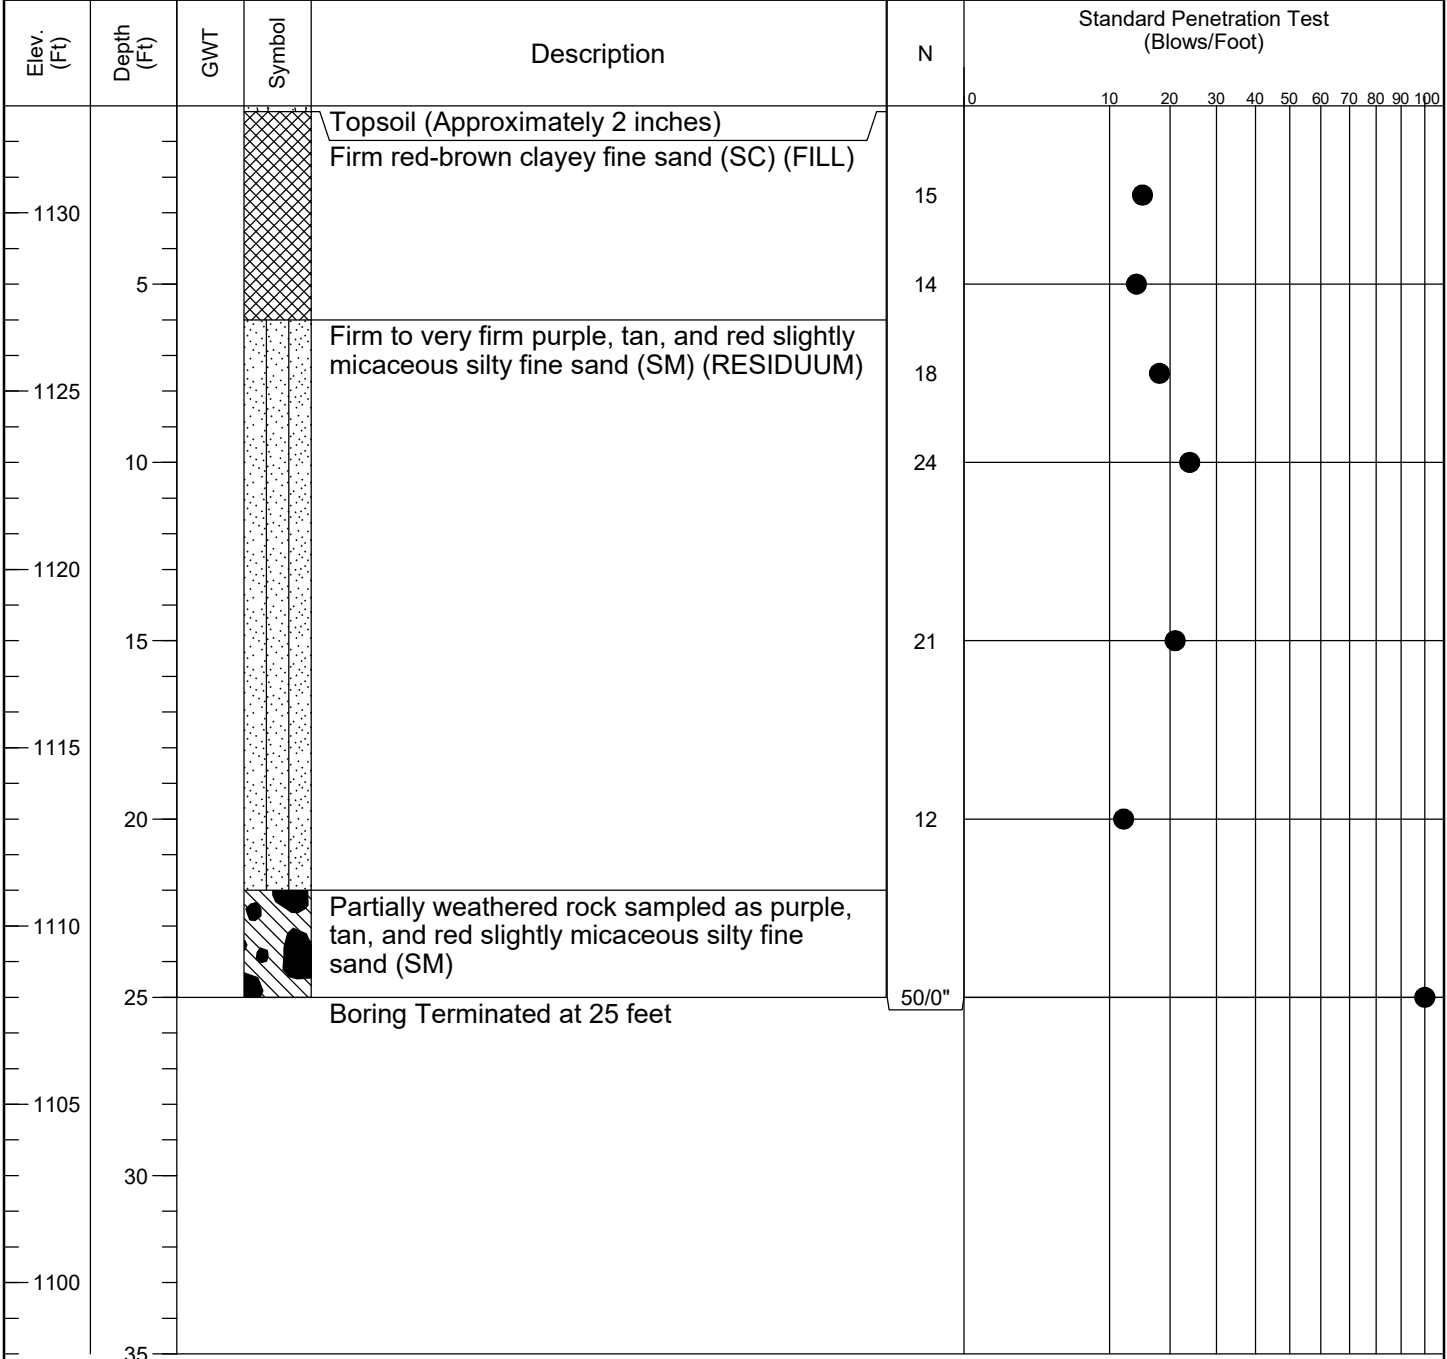 Elev.
(Ft)
Depth
(Ft)
GWT
Symbol
Description
N
Standard Penetration Test
(Blows/Foot)
0 10 20 30 40 50 60 70 80 90 100
Topsoil (Approximately 2 inches)
Firm red-brown clayey fine sand (SC) (FILL)
15
1130
5 14
Firm to very firm purple, tan, and red slightly
micaceous silty fine sand (SM) (RESIDUUM)
18
1125
10 24
1120
15 21
1115
20 12
Partially weathered rock sampled as purple,
1110
tan, and red slightly micaceous silty fine
sand (SM)
25 50/0"
Boring Terminated at 25 feet
1105
30
1100
35